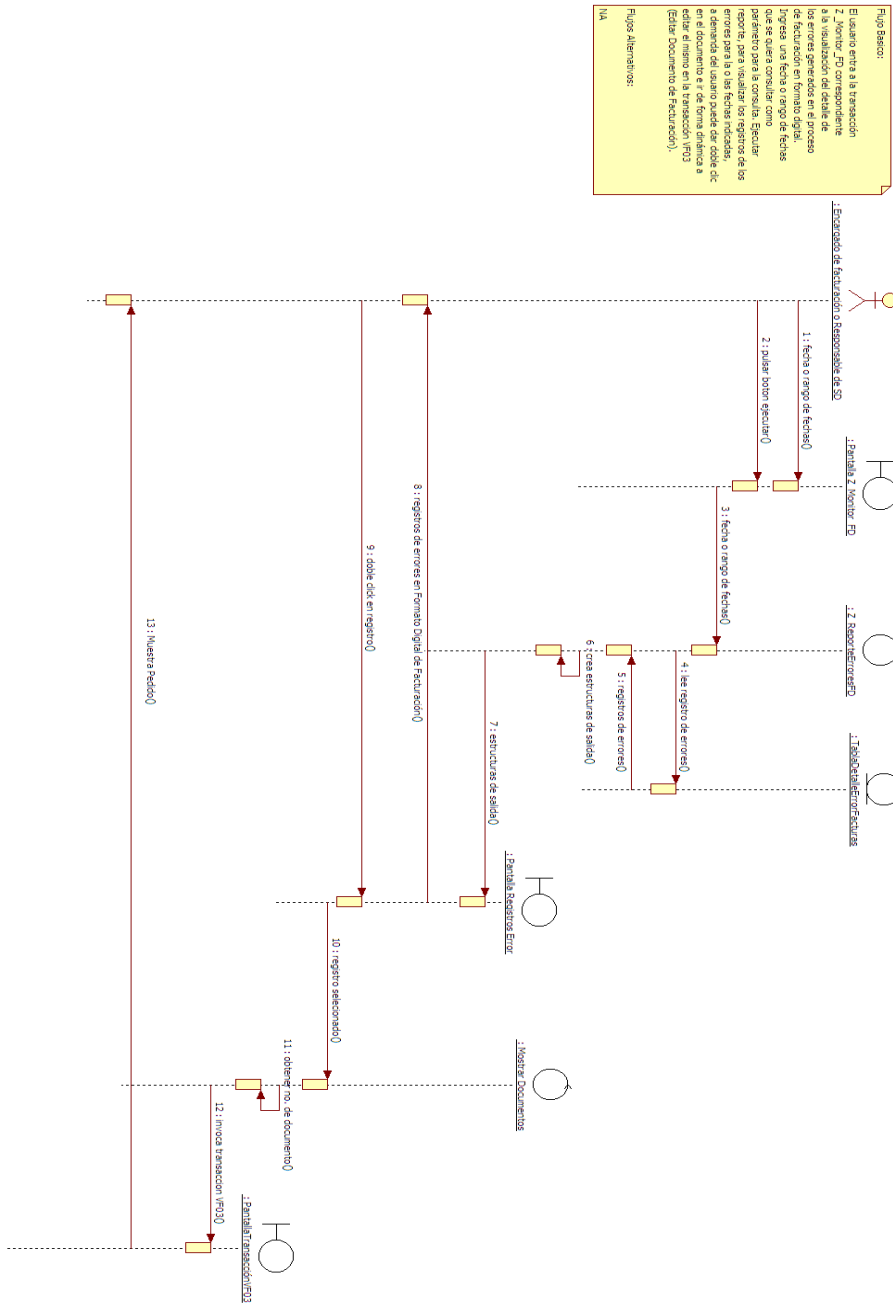 Flujo Basico:
El usuario entra a la transacción
Z_Monitor_FD correspondiente
a la visualización del detalle de
los errores generados en el proceso
de facturación en formato digital.
Ingresa una fecha o rango de fechas
que se quiera consultar como
parámetro para la consulta. Ejecutar
reporte, para visualizar los registros de los
errores para la o las fechas indicadas,
a demanda del usuario puede dar doble clic
en el documento e ir de forma dinámica a
editar el mismo en la transacción VF03
(Editar Documento de Facturación).
Flujos Alternativos:
NA
: Encargado de facturación o Responsable de SD
: Pantalla Z_Monitor_FD
: Z_ReporteErroresFD
: TablaDetalleErrorFacturas
: Pantalla Registros Error
: Mostrar Documentos
: PantallaTransacciónVF03
1 : fecha o rango de fechas()
2 : pulsar boton ejecutar()
3 : fecha o rango de fechas()
4 : lee registro de errores()
5 : registros de errores()
6 : crea estructuras de salida()
7 : estructuras de salida()
8 : registros de errores en Formato Digital de Facturación()
9 : doble click en registro()
10 : registro selecionado()
11 : obtener no. de documento()
12 : invoca transaccion VF03()
13 : Muestra Pedido()